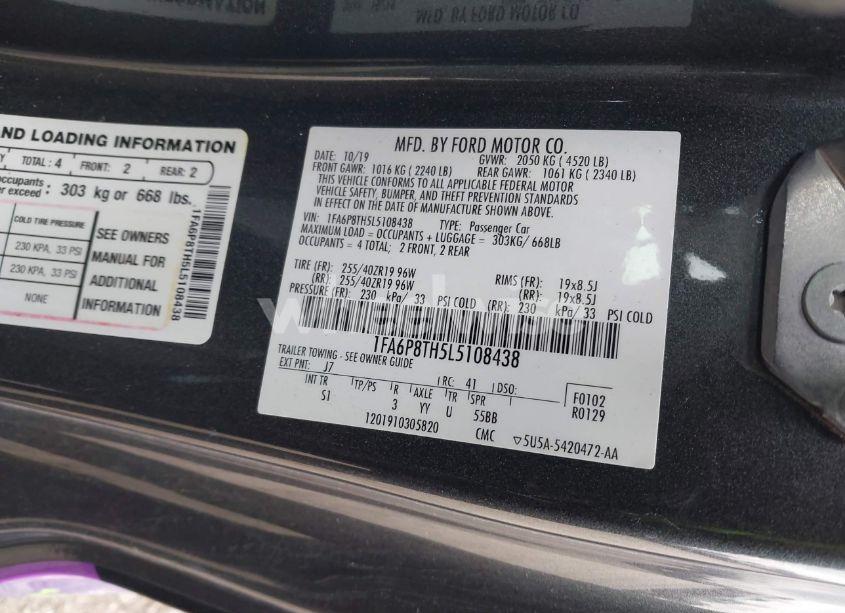 ND LOADING INFORMATION
Y TOTAL: 4 FRONT: 2 REAR: 2
occupants
er exceed : 303 kg or 668 lbs.
COLD TIRE PRESSURE
230 KPA, 33 PSI
230 KPA, 33 PSI
NONE
SEE OWNERS
MANUAL FOR
ADDITIONAL
INFORMATION
1FA6P8TH5L5108438
MFD. BY FORD MOTOR CO.
DATE: 10/19 GVWR: 2050 KG ( 4520 LB)
FRONT GAWR: 1016 KG ( 2240 LB) REAR GAWR: 1061 KG ( 2340 LB)
THIS VEHICLE CONFORMS TO ALL APPLICABLE FEDERAL MOTOR
VEHICLE SAFETY, BUMPER, AND THEFT PREVENTION STANDARDS
IN EFFECT ON THE DATE OF MANUFACTURE SHOWN ABOVE.
VIN: 1FA6P8TH5L5108438 TYPE: Passenger Car
MAXIMUM LOAD = OCCUPANTS + LUGGAGE = 303KG/ 668LB
OCCUPANTS = 4 TOTAL; 2 FRONT, 2 REAR
TIRE (FR): 255/40ZR19 96W RIMS (FR): 19x8.5J
(RR): 255/40ZR19 96W (RR): 19x8.5J
PRESSURE (FR): 230 kPa/ 33 PSI COLD (RR): 230 kPa/ 33 PSI COLD
1FA6P8TH5L5108438
TRAILER TOWING - SEE OWNER GUIDE
EXT PNT: J7 RC: 41 DSO: F0102
R0129
INT TR TP/PS R AXLE TR SPR
SI 3 YY U 55BB
1201910305820 CMC ▽5U5A-5420472-AA